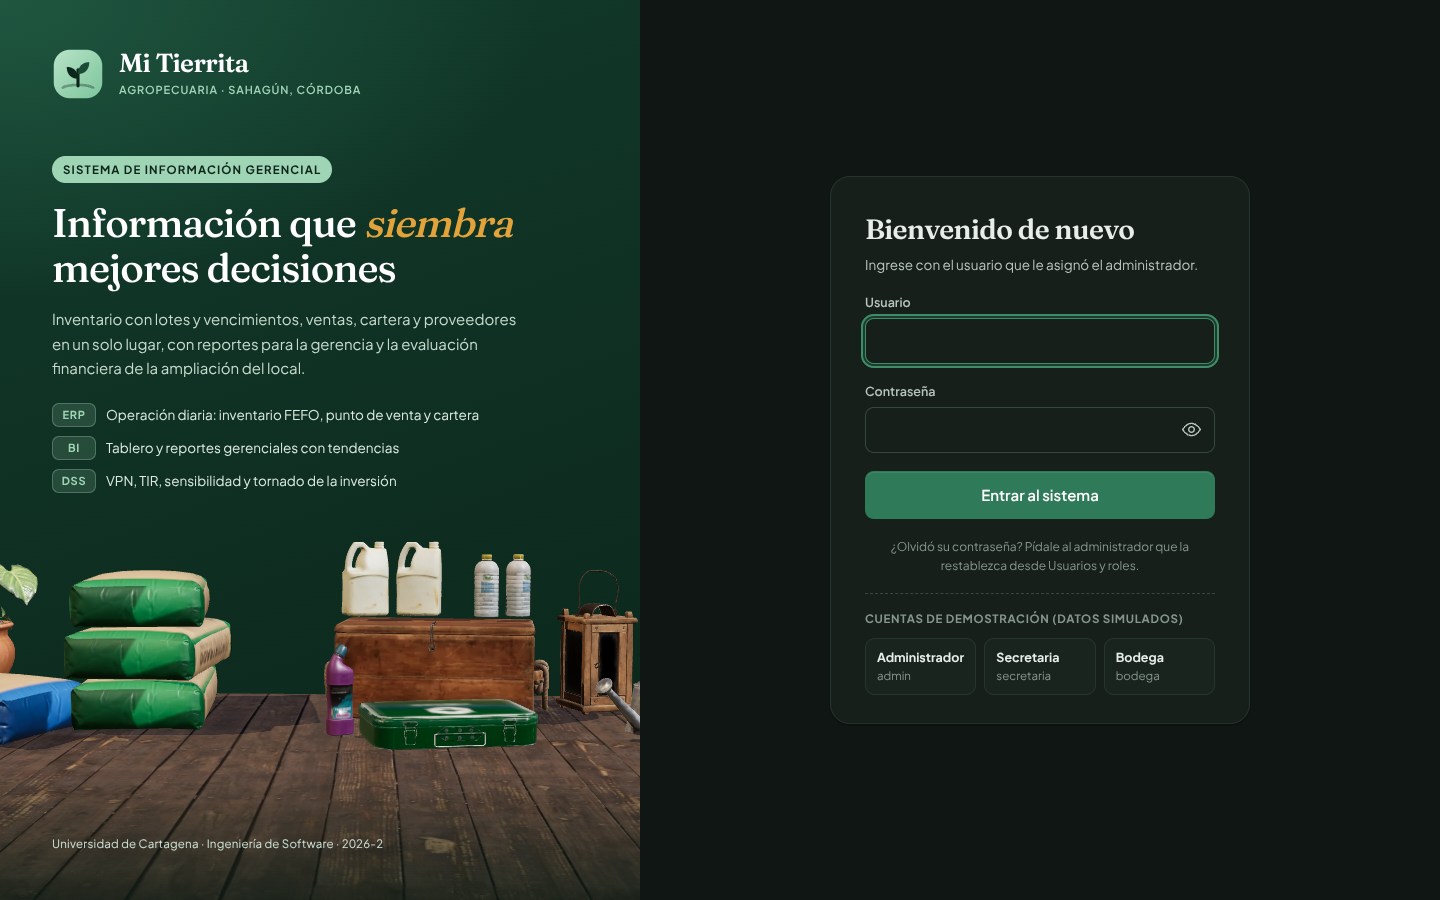 Mi Tierrita
AGROPECUARIA · SAHAGÚN, CÓRDOBA
SISTEMA DE INFORMACIÓN GERENCIAL
Información que siembra
mejores decisiones
Inventario con lotes y vencimientos, ventas, cartera y proveedores
en un solo lugar, con reportes para la gerencia y la evaluación
financiera de la ampliación del local.
ERP Operación diaria: inventario FEFO, punto de venta y cartera
BI Tablero y reportes gerenciales con tendencias
DSS VPN, TIR, sensibilidad y tornado de la inversión
Universidad de Cartagena · Ingeniería de Software · 2026-2
Bienvenido de nuevo
Ingrese con el usuario que le asignó el administrador.
Usuario
Contraseña
Entrar al sistema
¿Olvidó su contraseña? Pídale al administrador que la
restablezca desde Usuarios y roles.
CUENTAS DE DEMOSTRACIÓN (DATOS SIMULADOS)
Administrador Secretaria Bodega
admin secretaria bodega